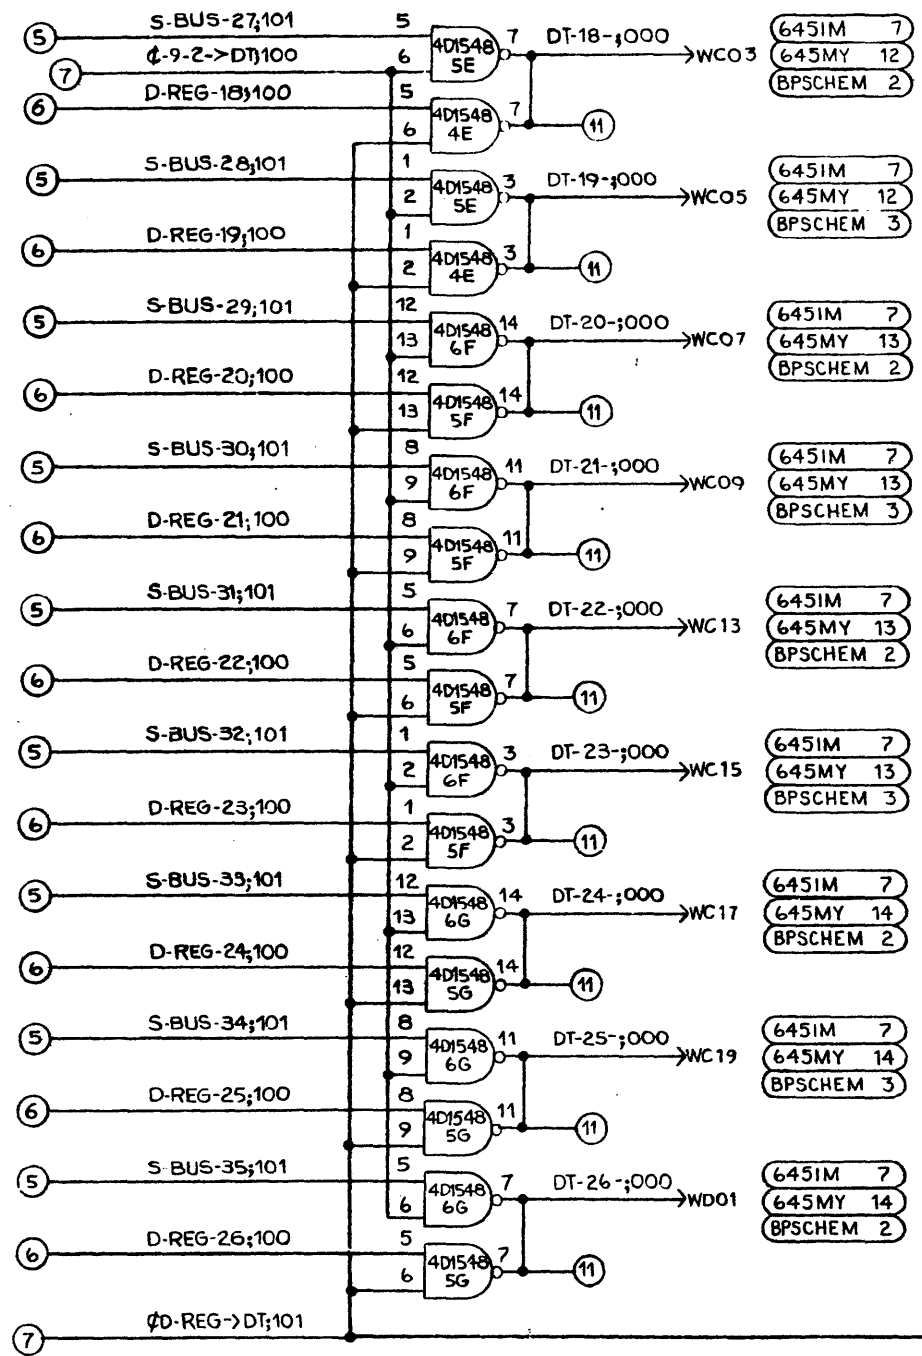 S-BUS-27;101 5 7 DT-18-;000 645IM 7
5 4D1548 5E WC03 645MY 12
¢-9-2->DT;100 6 BPSCHEM 2
7
D-REG-18;100 5 7
6 4D1548 4E 11
6
S-BUS-28;101 1 3 DT-19-;000 645IM 7
5 4D1548 5E WC05 645MY 12
2 BPSCHEM 3
D-REG-19;100 1 3
6 4D1548 4E 11
2
S-BUS-29;101 12 14 DT-20-;000 645IM 7
5 4D1548 6F WC07 645MY 13
13 BPSCHEM 2
D-REG-20;100 12 14
6 4D1548 5F 11
13
S-BUS-30;101 8 11 DT-21-;000 645IM 7
5 4D1548 6F WC09 645MY 13
9 BPSCHEM 3
D-REG-21;100 8 11
6 4D1548 5F 11
9
S-BUS-31;101 5 7 DT-22-;000 645IM 7
5 4D1548 6F WC13 645MY 13
6 BPSCHEM 2
D-REG-22;100 5 7
6 4D1548 5F 11
6
S-BUS-32;101 1 3 DT-23-;000 645IM 7
5 4D1548 6F WC15 645MY 13
2 BPSCHEM 3
D-REG-23;100 1 3
6 4D1548 5F 11
2
S-BUS-33;101 12 14 DT-24-;000 645IM 7
5 4D1548 6G WC17 645MY 14
13 BPSCHEM 2
D-REG-24;100 12 14
6 4D1548 5G 11
13
S-BUS-34;101 8 11 DT-25-;000 645IM 7
5 4D1548 6G WC19 645MY 14
9 BPSCHEM 3
D-REG-25;100 8 11
6 4D1548 5G 11
9
S-BUS-35;101 5 7 DT-26-;000 645IM 7
5 4D1548 6G WD01 645MY 14
6 BPSCHEM 2
D-REG-26;100 5 7
6 4D1548 5G 11
6
¢D-REG->DT;101
7